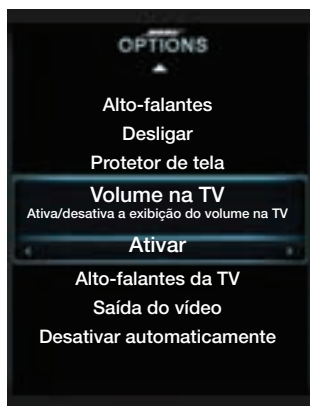 OPTIONS
Alto-falantes
Desligar
Protetor de tela
Volume na TV
Ativa/desativa a exibição do volume na TV
Ativar
Alto-falantes da TV
Saída do vídeo
Desativar automaticamente